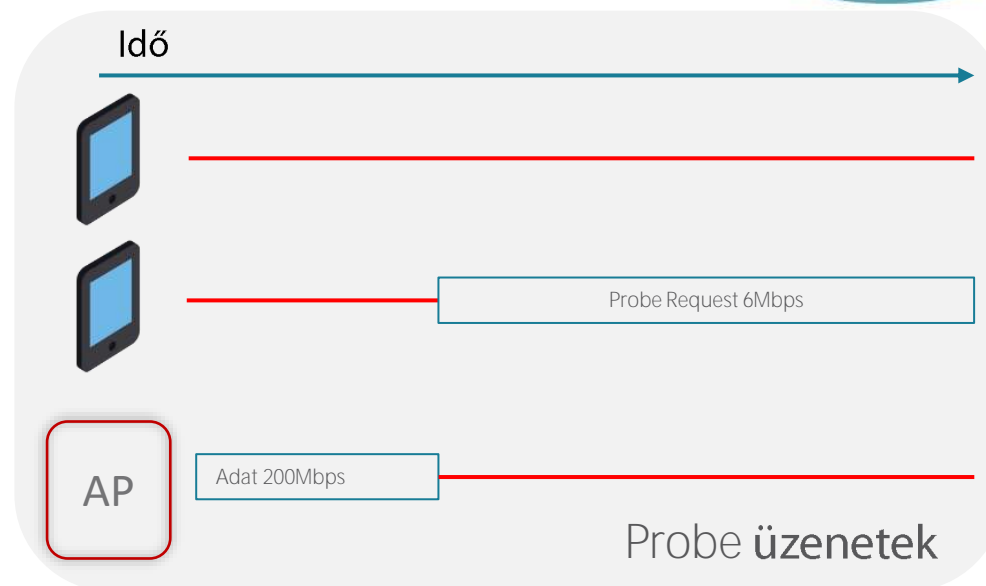 Idő
Probe Request 6Mbps
Adat 200Mbps
AP
Probe üzenetek